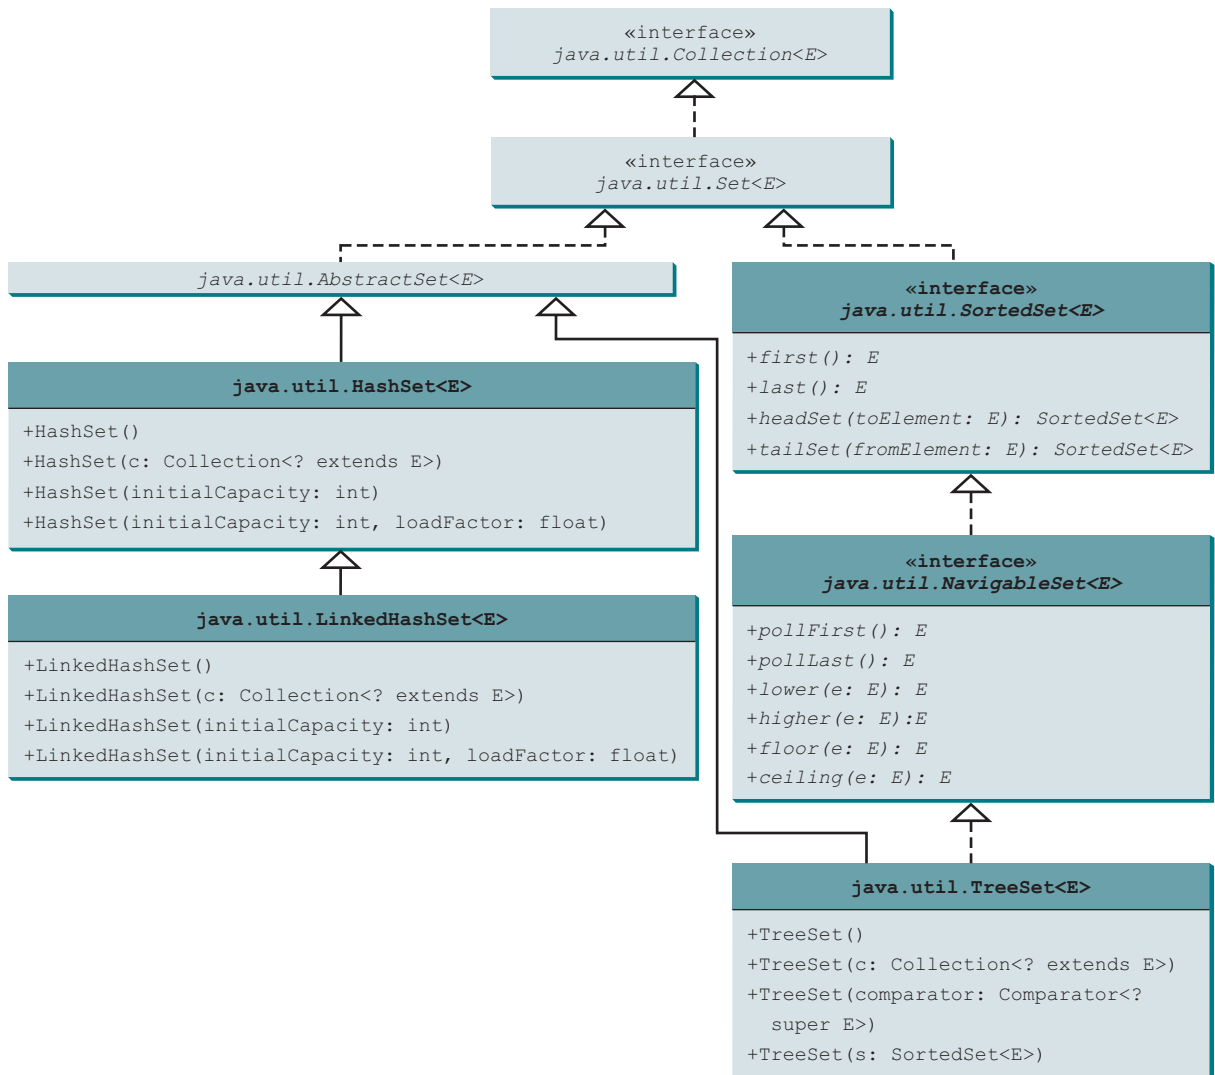 «interface»
java.util.Collection<E>
«interface»
java.util.Set<E>
java.util.AbstractSet<E>
«interface»
java.util.SortedSet<E>
+first(): E
+last(): E
+headSet(toElement: E): SortedSet<E>
+tailSet(fromElement: E): SortedSet<E>
java.util.HashSet<E>
+HashSet()
+HashSet(c: Collection<? extends E>)
+HashSet(initialCapacity: int)
+HashSet(initialCapacity: int, loadFactor: float)
java.util.LinkedHashSet<E>
+LinkedHashSet()
+LinkedHashSet(c: Collection<? extends E>)
+LinkedHashSet(initialCapacity: int)
+LinkedHashSet(initialCapacity: int, loadFactor: float)
«interface»
java.util.NavigableSet<E>
+pollFirst(): E
+pollLast(): E
+lower(e: E): E
+higher(e: E):E
+floor(e: E): E
+ceiling(e: E): E
java.util.TreeSet<E>
+TreeSet()
+TreeSet(c: Collection<? extends E>)
+TreeSet(comparator: Comparator<?
super E>)
+TreeSet(s: SortedSet<E>)